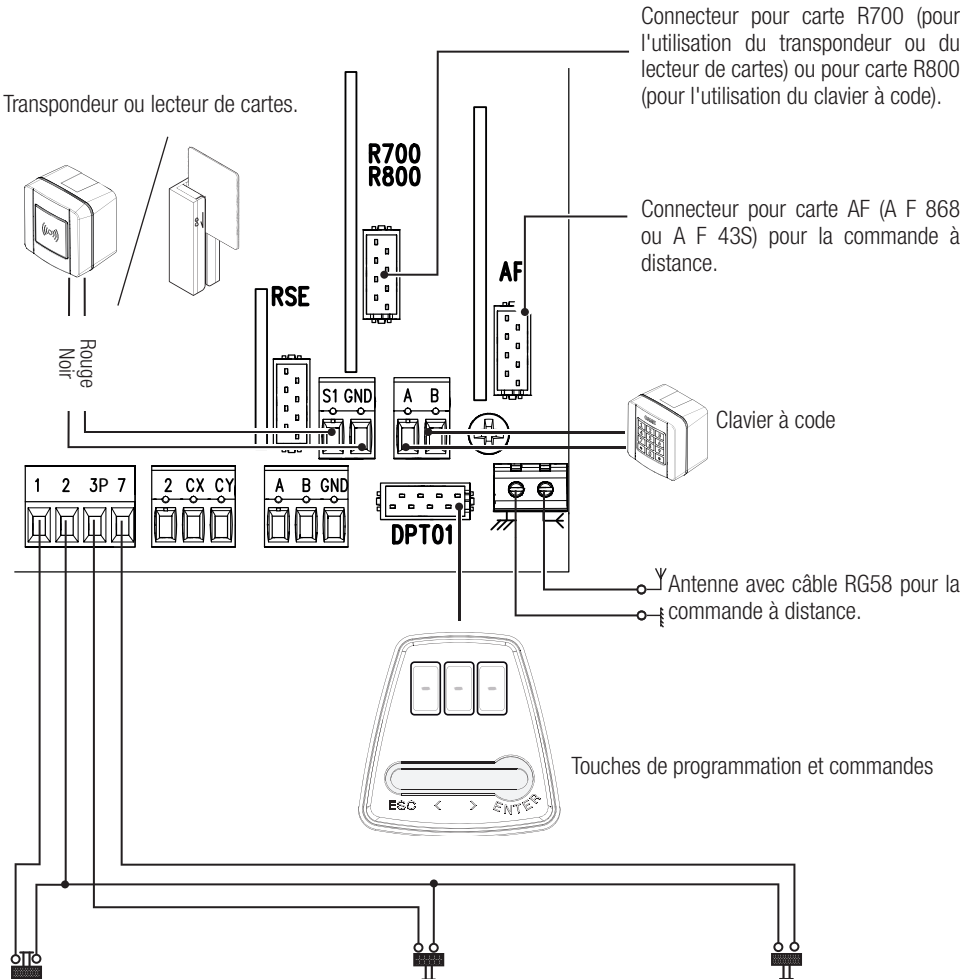 Connecteur pour carte R700 (pour
l'utilisation du transpondeur ou du
lecteur de cartes) ou pour carte R800
(pour l'utilisation du clavier à code).
Transpondeur ou lecteur de cartes.
R700
R800
Connecteur pour carte AF (A F 868
ou A F 43S) pour la commande à
distance.
AF
RSE
Rouge
Noir
S1 GND
A B
Clavier à code
1 2 3P 7
2 CX CY
A B GND
DPT01
Antenne avec câble RG58 pour la
commande à distance.
Touches de programmation et commandes
ESC < > ENTER